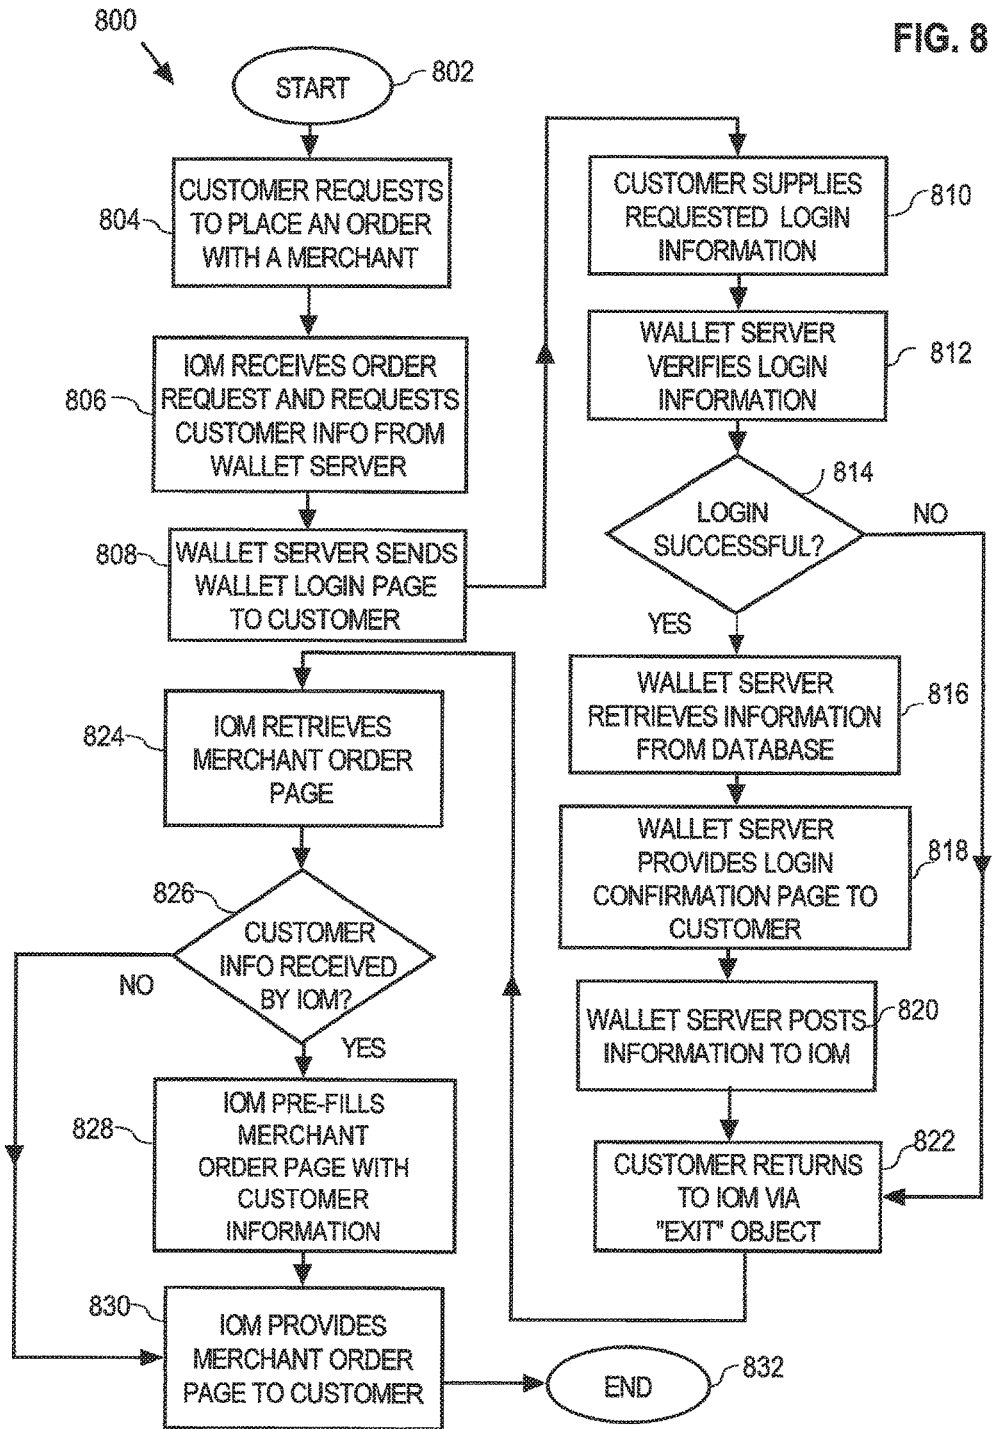 800
FIG. 8
START
802
804
CUSTOMER REQUESTS
TO PLACE AN ORDER
WITH A MERCHANT
806
IOM RECEIVES ORDER
REQUEST AND REQUESTS
CUSTOMER INFO FROM
WALLET SERVER
808
WALLET SERVER SENDS
WALLET LOGIN PAGE
TO CUSTOMER
CUSTOMER SUPPLIES
REQUESTED LOGIN
INFORMATION
810
WALLET SERVER
VERIFIES LOGIN
INFORMATION
812
814
LOGIN
SUCCESSFUL?
NO
YES
WALLET SERVER
RETRIEVES INFORMATION
FROM DATABASE
816
WALLET SERVER
PROVIDES LOGIN
CONFIRMATION PAGE TO
CUSTOMER
818
WALLET SERVER POSTS
INFORMATION TO IOM
820
CUSTOMER RETURNS
TO IOM VIA
"EXIT" OBJECT
822
824
IOM RETRIEVES
MERCHANT ORDER
PAGE
826
CUSTOMER
INFO RECEIVED
BY IOM?
NO
YES
828
IOM PRE-FILLS
MERCHANT
ORDER PAGE WITH
CUSTOMER
INFORMATION
830
IOM PROVIDES
MERCHANT ORDER
PAGE TO CUSTOMER
END
832